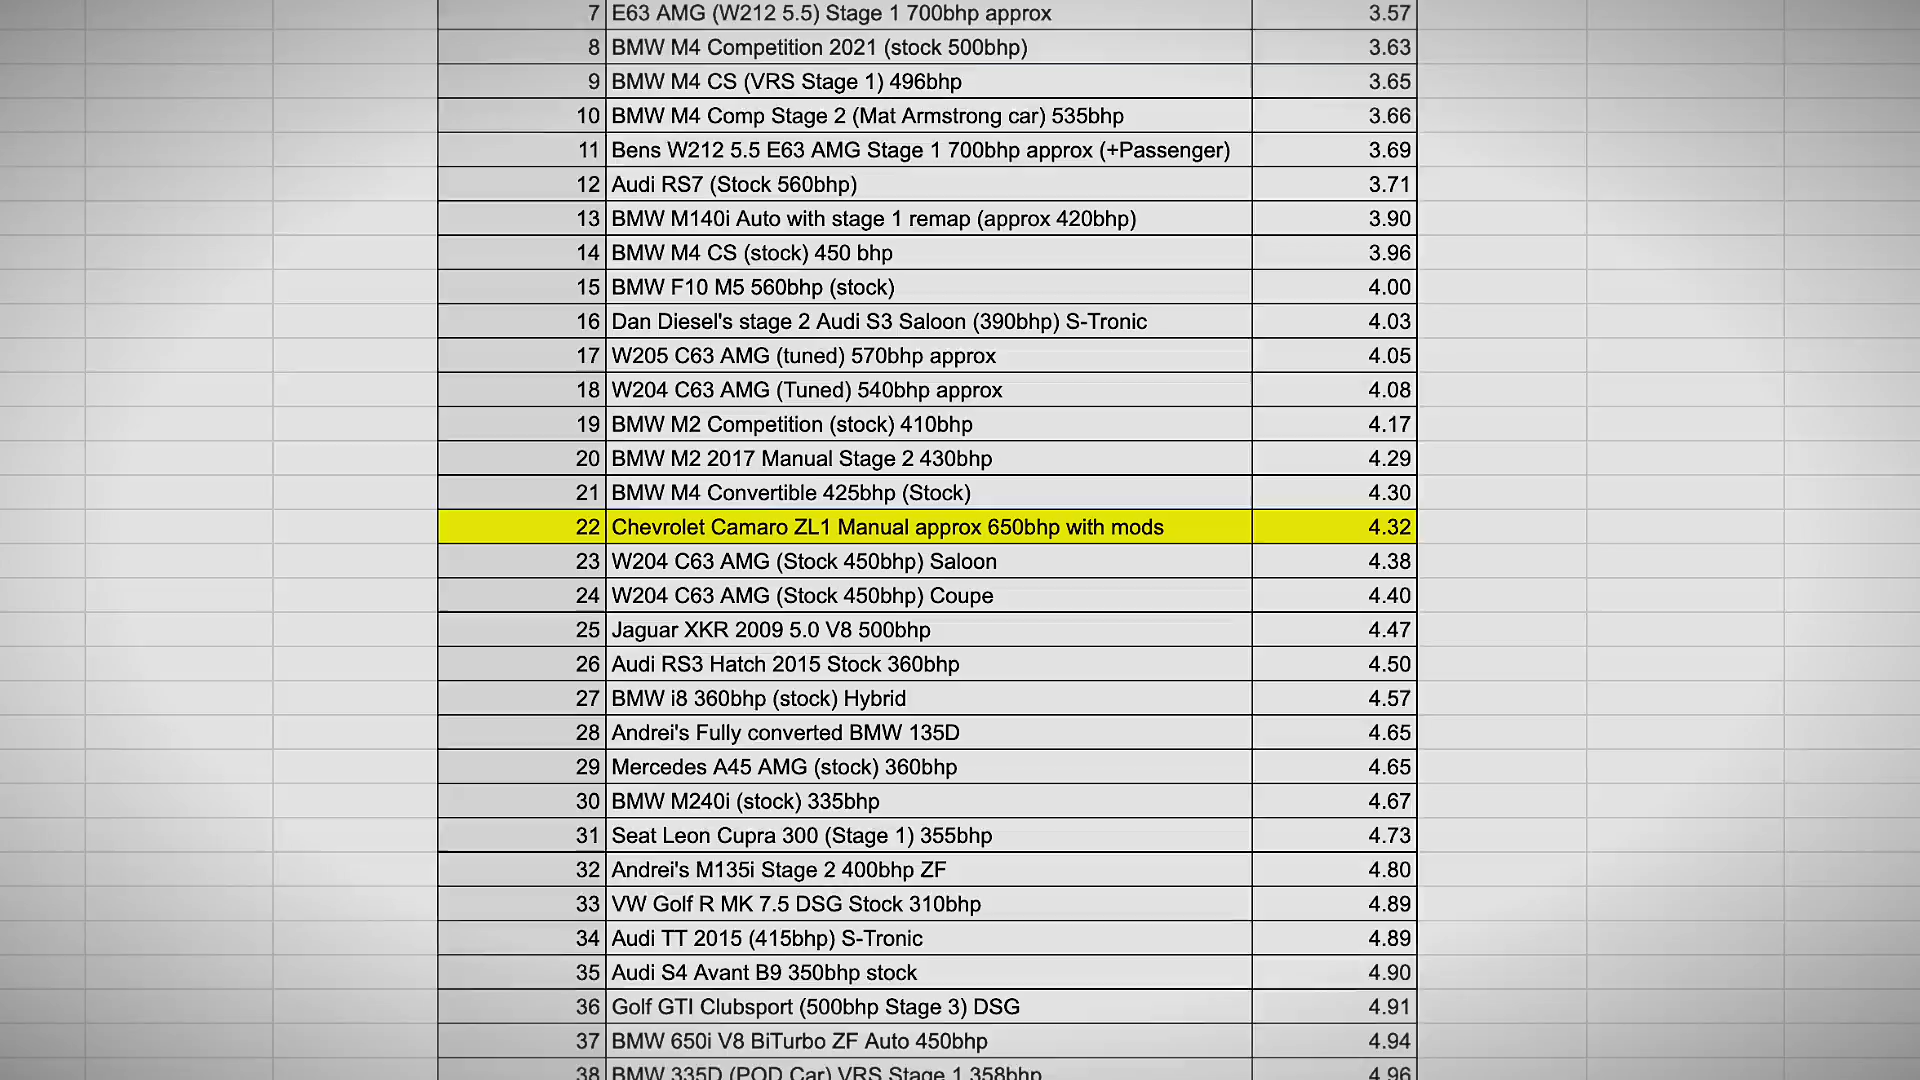 7 E63 AMG (W212 5.5) Stage 1 700bhp approx 3.57
8 BMW M4 Competition 2021 (stock 500bhp) 3.63
9 BMW M4 CS (VRS Stage 1) 496bhp 3.65
10 BMW M4 Comp Stage 2 (Mat Armstrong car) 535bhp 3.66
11 Bens W212 5.5 E63 AMG Stage 1 700bhp approx (+Passenger) 3.69
12 Audi RS7 (Stock 560bhp) 3.71
13 BMW M140i Auto with stage 1 remap (approx 420bhp) 3.90
14 BMW M4 CS (stock) 450 bhp 3.96
15 BMW F10 M5 560bhp (stock) 4.00
16 Dan Diesel's stage 2 Audi S3 Saloon (390bhp) S-Tronic 4.03
17 W205 C63 AMG (tuned) 570bhp approx 4.05
18 W204 C63 AMG (Tuned) 540bhp approx 4.08
19 BMW M2 Competition (stock) 410bhp 4.17
20 BMW M2 2017 Manual Stage 2 430bhp 4.29
21 BMW M4 Convertible 425bhp (Stock) 4.30
22 Chevrolet Camaro ZL1 Manual approx 650bhp with mods 4.32
23 W204 C63 AMG (Stock 450bhp) Saloon 4.38
24 W204 C63 AMG (Stock 450bhp) Coupe 4.40
25 Jaguar XKR 2009 5.0 V8 500bhp 4.47
26 Audi RS3 Hatch 2015 Stock 360bhp 4.50
27 BMW i8 360bhp (stock) Hybrid 4.57
28 Andrei's Fully converted BMW 135D 4.65
29 Mercedes A45 AMG (stock) 360bhp 4.65
30 BMW M240i (stock) 335bhp 4.67
31 Seat Leon Cupra 300 (Stage 1) 355bhp 4.73
32 Andrei's M135i Stage 2 400bhp ZF 4.80
33 VW Golf R MK 7.5 DSG Stock 310bhp 4.89
34 Audi TT 2015 (415bhp) S-Tronic 4.89
35 Audi S4 Avant B9 350bhp stock 4.90
36 Golf GTI Clubsport (500bhp Stage 3) DSG 4.91
37 BMW 650i V8 BiTurbo ZF Auto 450bhp 4.94
38 BMW 335D (POD Car) VRS Stage 1 358bhp 4.96